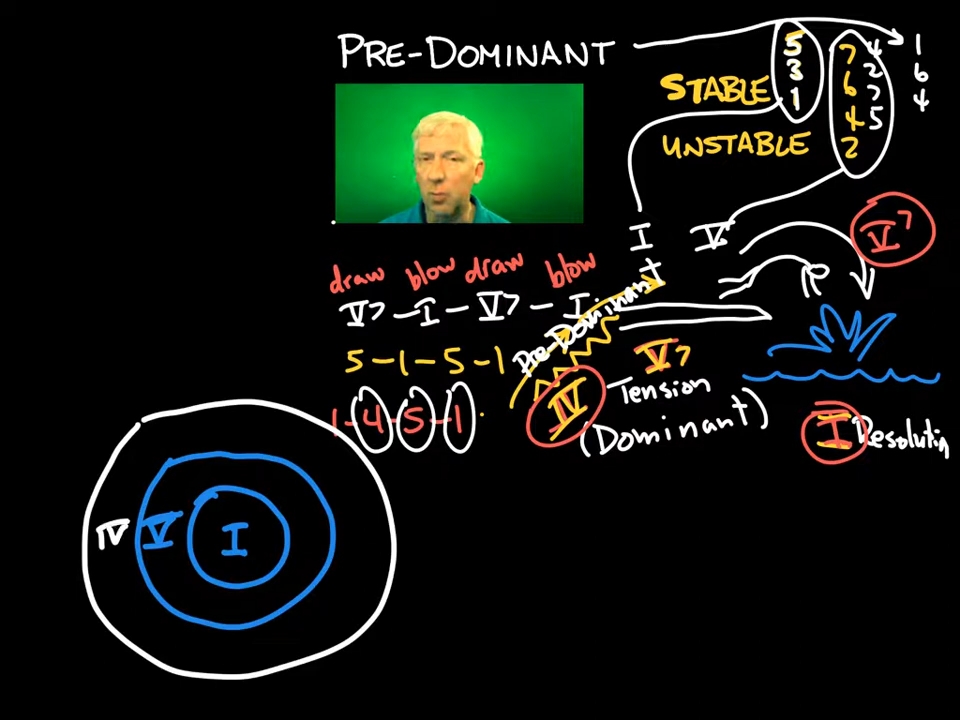 PRE-DOMINANT
5 7 4 1
3 6 2 6
1 4 7 4
2 5
STABLE
UNSTABLE
I V V7
draw blow draw blow
V7 - I - V7 - I
Pre-Dominant
5 - 1 - 5 - 1
V7
1 - 4 - 5 - 1
IV
Tension
(Dominant)
I Resolution
IV V I